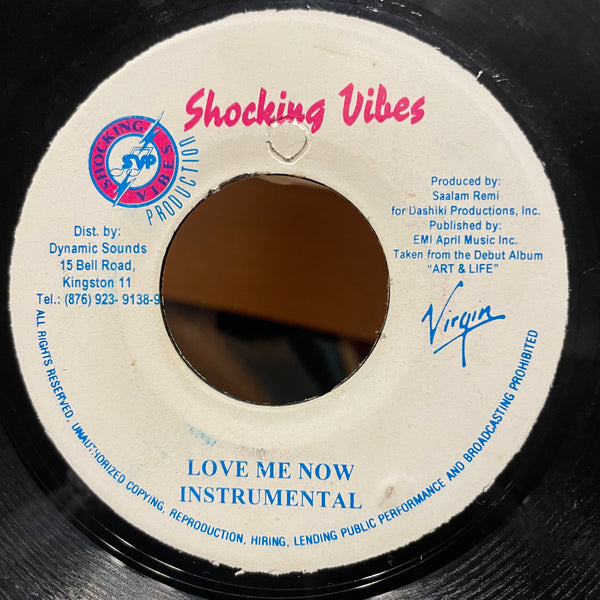 Shocking Vibes
SHOCKING VIBES
SVP
PRODUCTION
Dist. by:
Dynamic Sounds
15 Bell Road,
Kingston 11
Tel.: (876) 923- 9138-9
Produced by:
Saalam Remi
for Dashiki Productions, Inc.
Published by:
EMI April Music Inc.
Taken from the Debut Album
"ART & LIFE"
Virgin
LOVE ME NOW
INSTRUMENTAL
ALL RIGHTS RESERVED, UNAUTHORIZED COPYING, REPRODUCTION, HIRING, LENDING PUBLIC PERFORMANCE AND BROADCASTING PROHIBITED